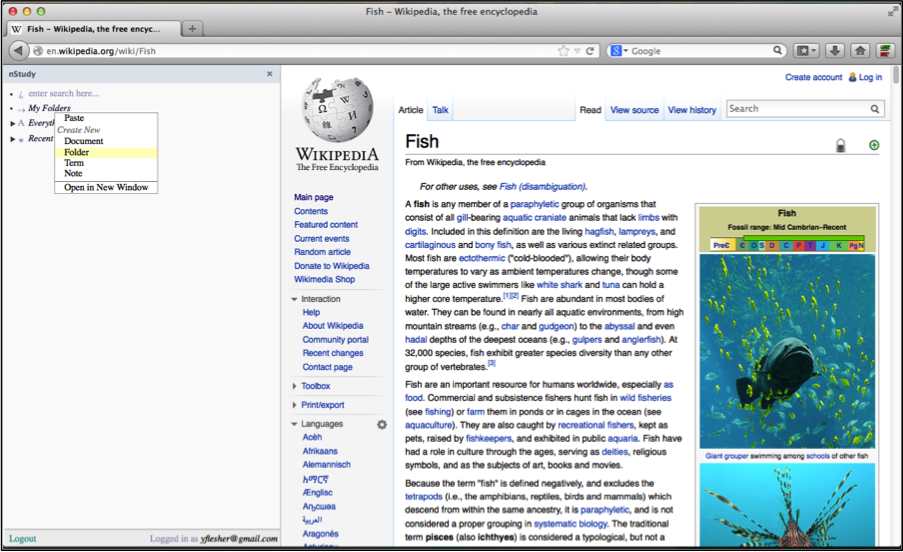 Fish – Wikipedia, the free encyclopedia
W Fish – Wikipedia, the free encyc...
en.wikipedia.org/wiki/Fish
Google
nStudy
enter search here...
My Folders
A Everyth
Recent
Paste
Create New
Document
Folder
Term
Note
Open in New Window
Logout
Logged in as yflesher@gmail.com
WIKIPEDIA
The Free Encyclopedia
Main page
Contents
Featured content
Current events
Random article
Donate to Wikipedia
Wikimedia Shop
Interaction
Help
About Wikipedia
Community portal
Recent changes
Contact page
Toolbox
Print/export
Languages
Acèh
Afrikaans
Alemannisch
አማርኛ
Ænglisc
Аҧсшәа
العربية
Aragonés
Create account Log in
Article Talk Read View source View history Search
Fish
From Wikipedia, the free encyclopedia
For other uses, see Fish (disambiguation).
A fish is any member of a paraphyletic group of organisms that
consist of all gill-bearing aquatic craniate animals that lack limbs with
digits. Included in this definition are the living hagfish, lampreys, and
cartilaginous and bony fish, as well as various extinct related groups.
Most fish are ectothermic ("cold-blooded"), allowing their body
temperatures to vary as ambient temperatures change, though some
of the large active swimmers like white shark and tuna can hold a
higher core temperature.[1][2] Fish are abundant in most bodies of
water. They can be found in nearly all aquatic environments, from high
mountain streams (e.g., char and gudgeon) to the abyssal and even
hadal depths of the deepest oceans (e.g., gulpers and anglerfish). At
32,000 species, fish exhibit greater species diversity than any other
group of vertebrates.[3]
Fish are an important resource for humans worldwide, especially as
food. Commercial and subsistence fishers hunt fish in wild fisheries
(see fishing) or farm them in ponds or in cages in the ocean (see
aquaculture). They are also caught by recreational fishers, kept as
pets, raised by fishkeepers, and exhibited in public aquaria. Fish have
had a role in culture through the ages, serving as deities, religious
symbols, and as the subjects of art, books and movies.
Because the term "fish" is defined negatively, and excludes the
tetrapods (i.e., the amphibians, reptiles, birds and mammals) which
descend from within the same ancestry, it is paraphyletic, and is not
considered a proper grouping in systematic biology. The traditional
term pisces (also ichthyes) is considered a typological, but not a
Fish
Fossil range: Mid Cambrian–Recent
PreЄ Є O S D C P T J K Pg N
Giant grouper swimming among schools of other fish